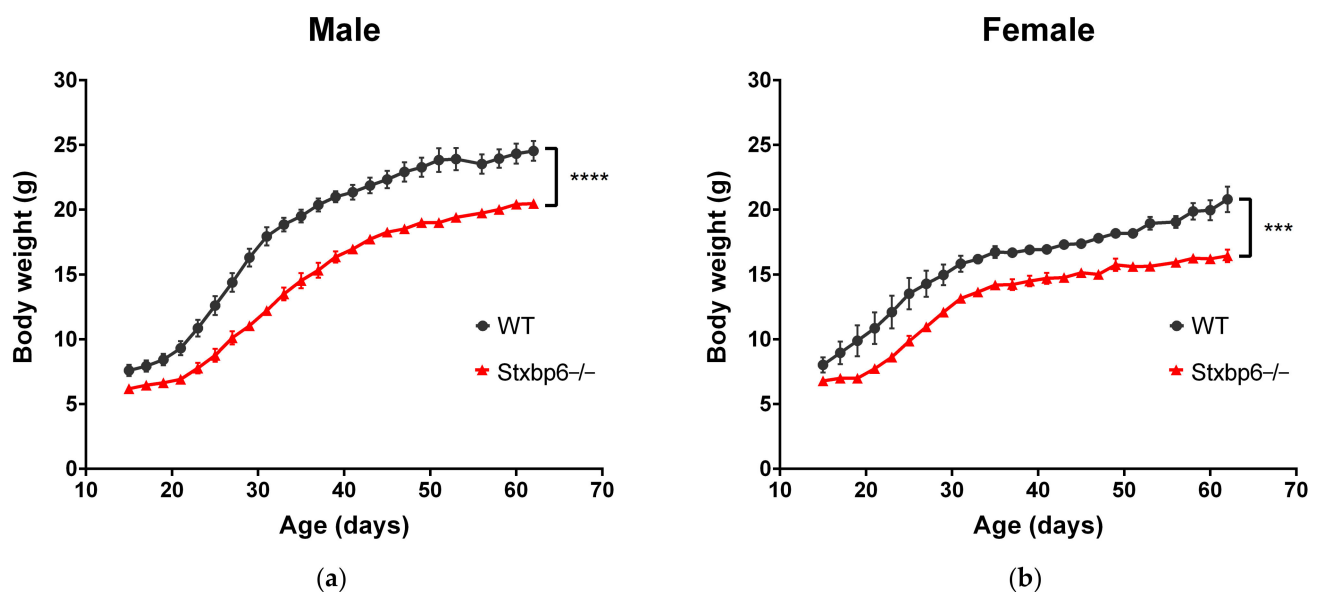 Male
30
25
20
15
10
5
0
Body weight (g)
10 20 30 40 50 60 70
Age (days)
****
WT
Stxbp6−/−
(a)
Female
30
25
20
15
10
5
0
Body weight (g)
10 20 30 40 50 60 70
Age (days)
***
WT
Stxbp6−/−
(b)